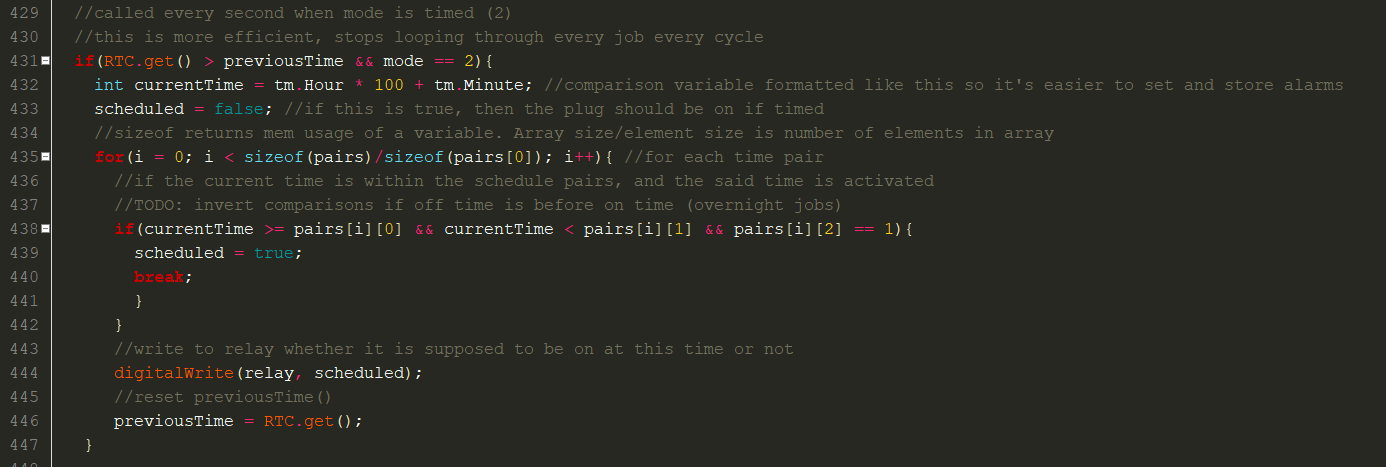 429 //called every second when mode is timed (2)
430 //this is more efficient, stops looping through every job every cycle
431 if(RTC.get() > previousTime && mode == 2){
432 int currentTime = tm.Hour * 100 + tm.Minute; //comparison variable formatted like this so it's easier to set and store alarms
433 scheduled = false; //if this is true, then the plug should be on if timed
434 //sizeof returns mem usage of a variable. Array size/element size is number of elements in array
435 for(i = 0; i < sizeof(pairs)/sizeof(pairs[0]); i++){ //for each time pair
436 //if the current time is within the schedule pairs, and the said time is activated
437 //TODO: invert comparisons if off time is before on time (overnight jobs)
438 if(currentTime >= pairs[i][0] && currentTime < pairs[i][1] && pairs[i][2] == 1){
439 scheduled = true;
440 break;
441 }
442 }
443 //write to relay whether it is supposed to be on at this time or not
444 digitalWrite(relay, scheduled);
445 //reset previousTime()
446 previousTime = RTC.get();
447 }